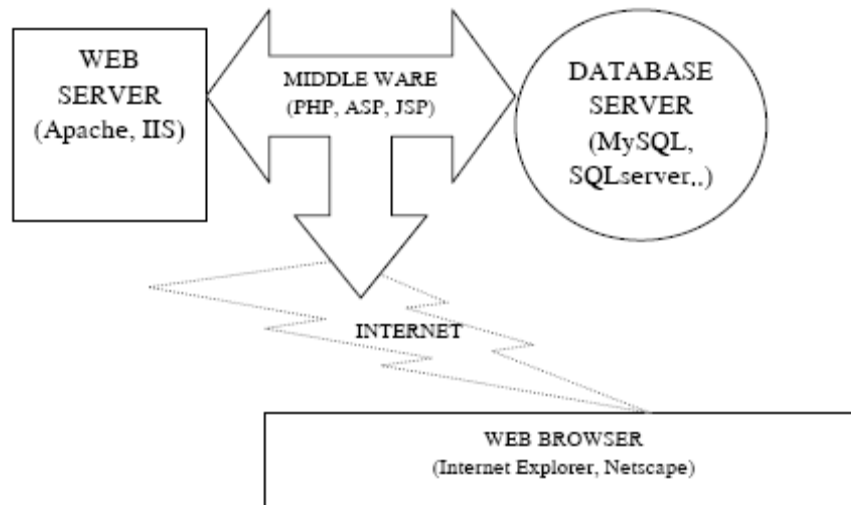 WEB
SERVER
(Apache, IIS)
MIDDLE WARE
(PHP, ASP, JSP)
DATABASE
SERVER
(MySQL,
SQLserver,.)
INTERNET
WEB BROWSER
(Internet Explorer, Netscape)